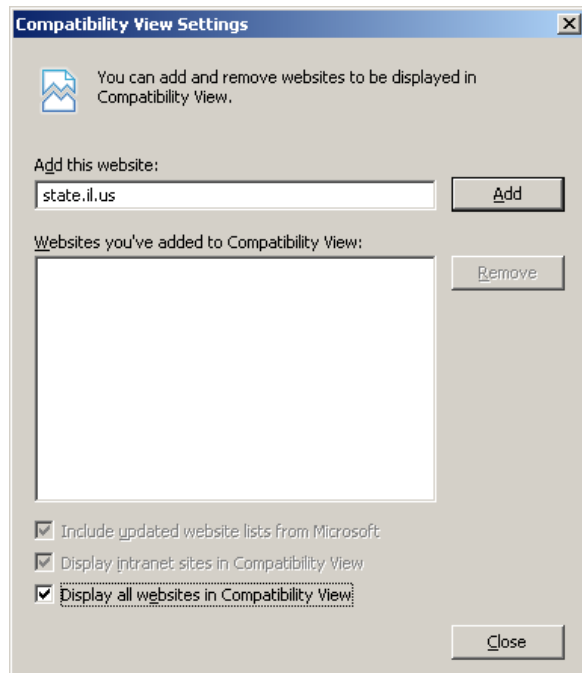 Compatibility View Settings
You can add and remove websites to be displayed in
Compatibility View.
Add this website:
state.il.us
Add
Websites you've added to Compatibility View:
Remove
Include updated website lists from Microsoft
Display intranet sites in Compatibility View
Display all websites in Compatibility View
Close